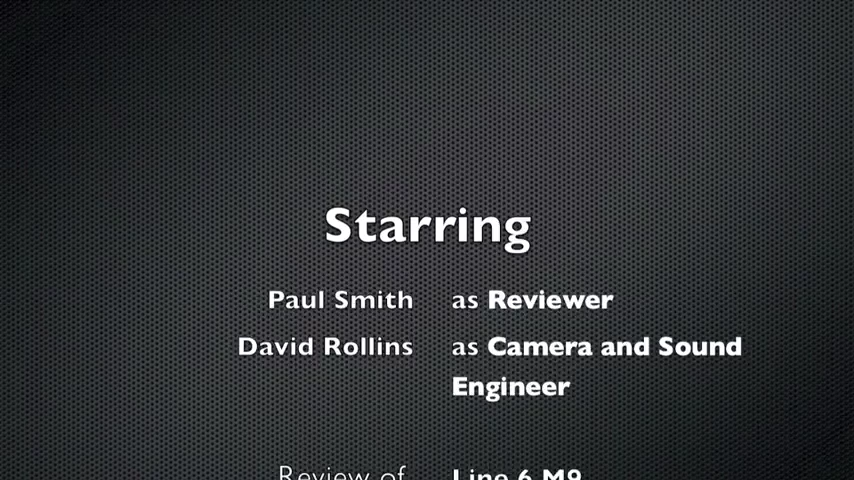 Starring
Paul Smith as Reviewer
David Rollins as Camera and Sound
Engineer
Review of Line 6 M9